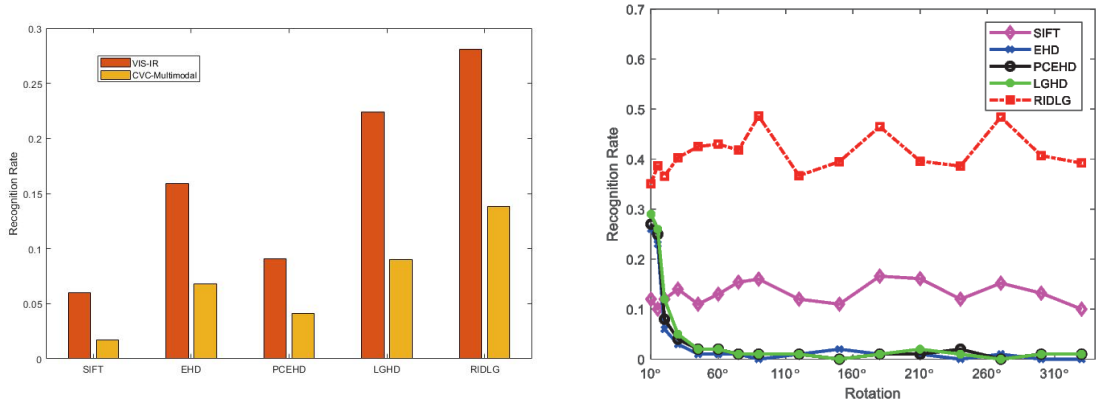 0.3
0.25
0.2
0.15
0.1
0.05
0
Recognition Rate
VIS-IR
CVC-Multimodal
SIFT EHD PCEHD LGHD RIDLG
0.7
0.6
0.5
0.4
0.3
0.2
0.1
0
Recognition Rate
SIFT
EHD
PCEHD
LGHD
RIDLG
10° 60° 110° 160° 210° 260° 310°
Rotation